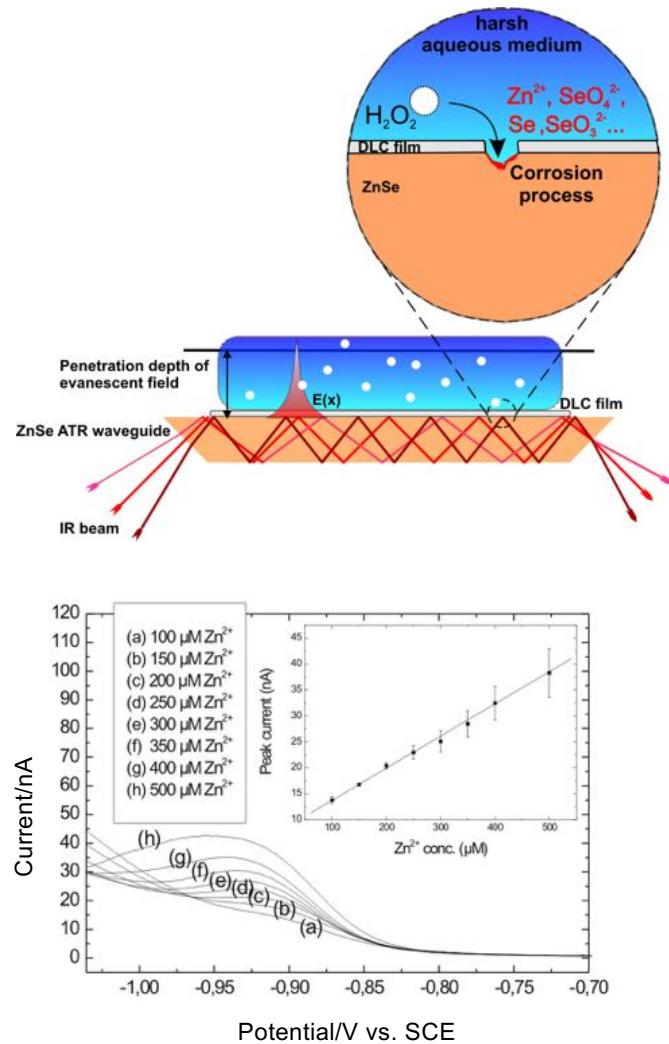 harsh
aqueous medium
H₂O₂
Zn²⁺, SeO₄²⁻,
Se ,SeO₃²⁻...
DLC film
Corrosion
process
ZnSe
Penetration depth of
evanescent field
E(x)
DLC film
ZnSe ATR waveguide
IR beam
120
110
100
90
80
70
60
50
40
30
20
10
0
Current/nA
(a) 100 µM Zn²⁺
(b) 150 µM Zn²⁺
(c) 200 µM Zn²⁺
(d) 250 µM Zn²⁺
(e) 300 µM Zn²⁺
(f) 350 µM Zn²⁺
(g) 400 µM Zn²⁺
(h) 500 µM Zn²⁺
45
40
35
30
25
20
15
10
Peak current (nA)
100 200 300 400 500
Zn²⁺ conc. (µM)
(h)
(g)
(f)
(e)
(d)
(c)
(b)
(a)
-1,00 -0,95 -0,90 -0,85 -0,80 -0,75 -0,70
Potential/V vs. SCE